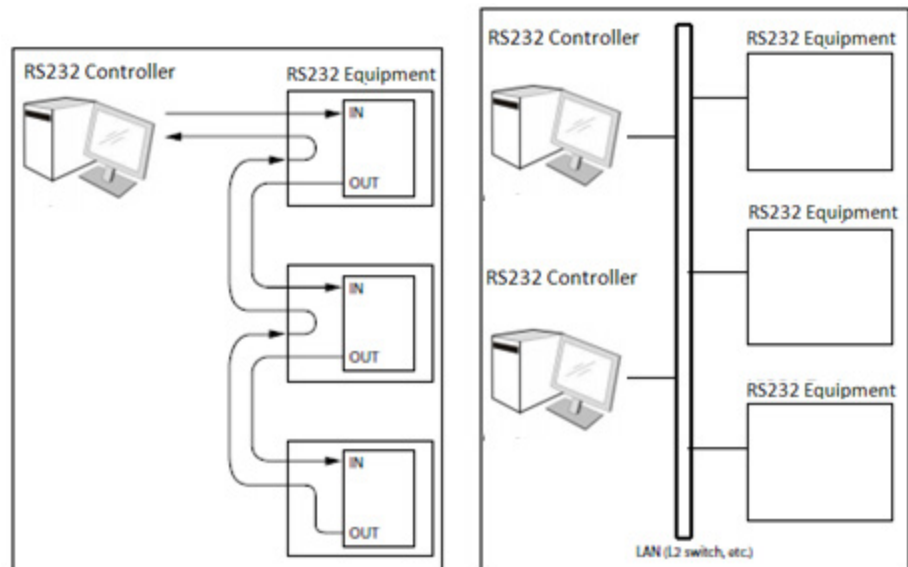 RS232 Controller
RS232 Equipment
IN
OUT
IN
OUT
IN
OUT
RS232 Controller
RS232 Equipment
RS232 Equipment
RS232 Controller
RS232 Equipment
LAN (L2 switch, etc.)